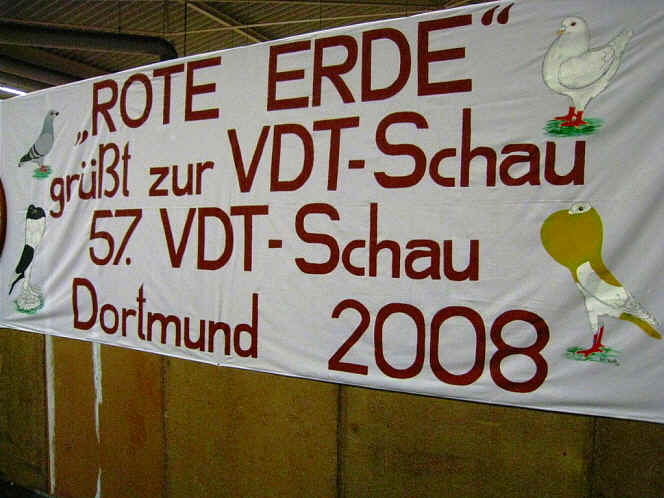 „ROTE ERDE“
grüßt zur VDT-Schau
57. VDT-Schau
Dortmund 2008